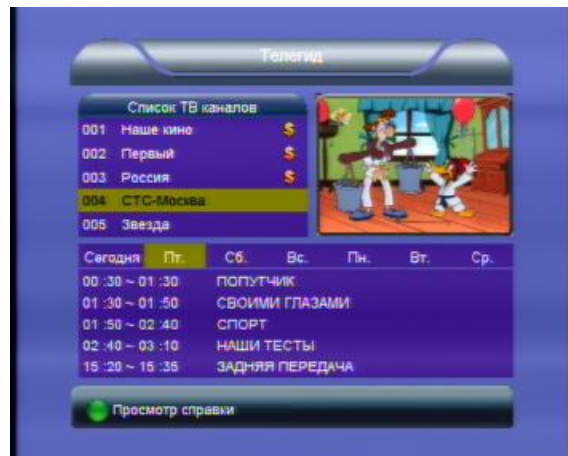 Телегид
Список ТВ каналов
001 Наше кино $
002 Первый $
003 Россия $
004 СТС-Москва
005 Звезда
Сегодня Пт. Сб. Вс. Пн. Вт. Ср.
00 :30 ~ 01 :30 ПОПУТЧИК
01 :30 ~ 01 :50 СВОИМИ ГЛАЗАМИ
01 :50 ~ 02 :40 СПОРТ
02 :40 ~ 03 :10 НАШИ ТЕСТЫ
15 :20 ~ 15 :35 ЗАДНЯЯ ПЕРЕДАЧА
Просмотр справки